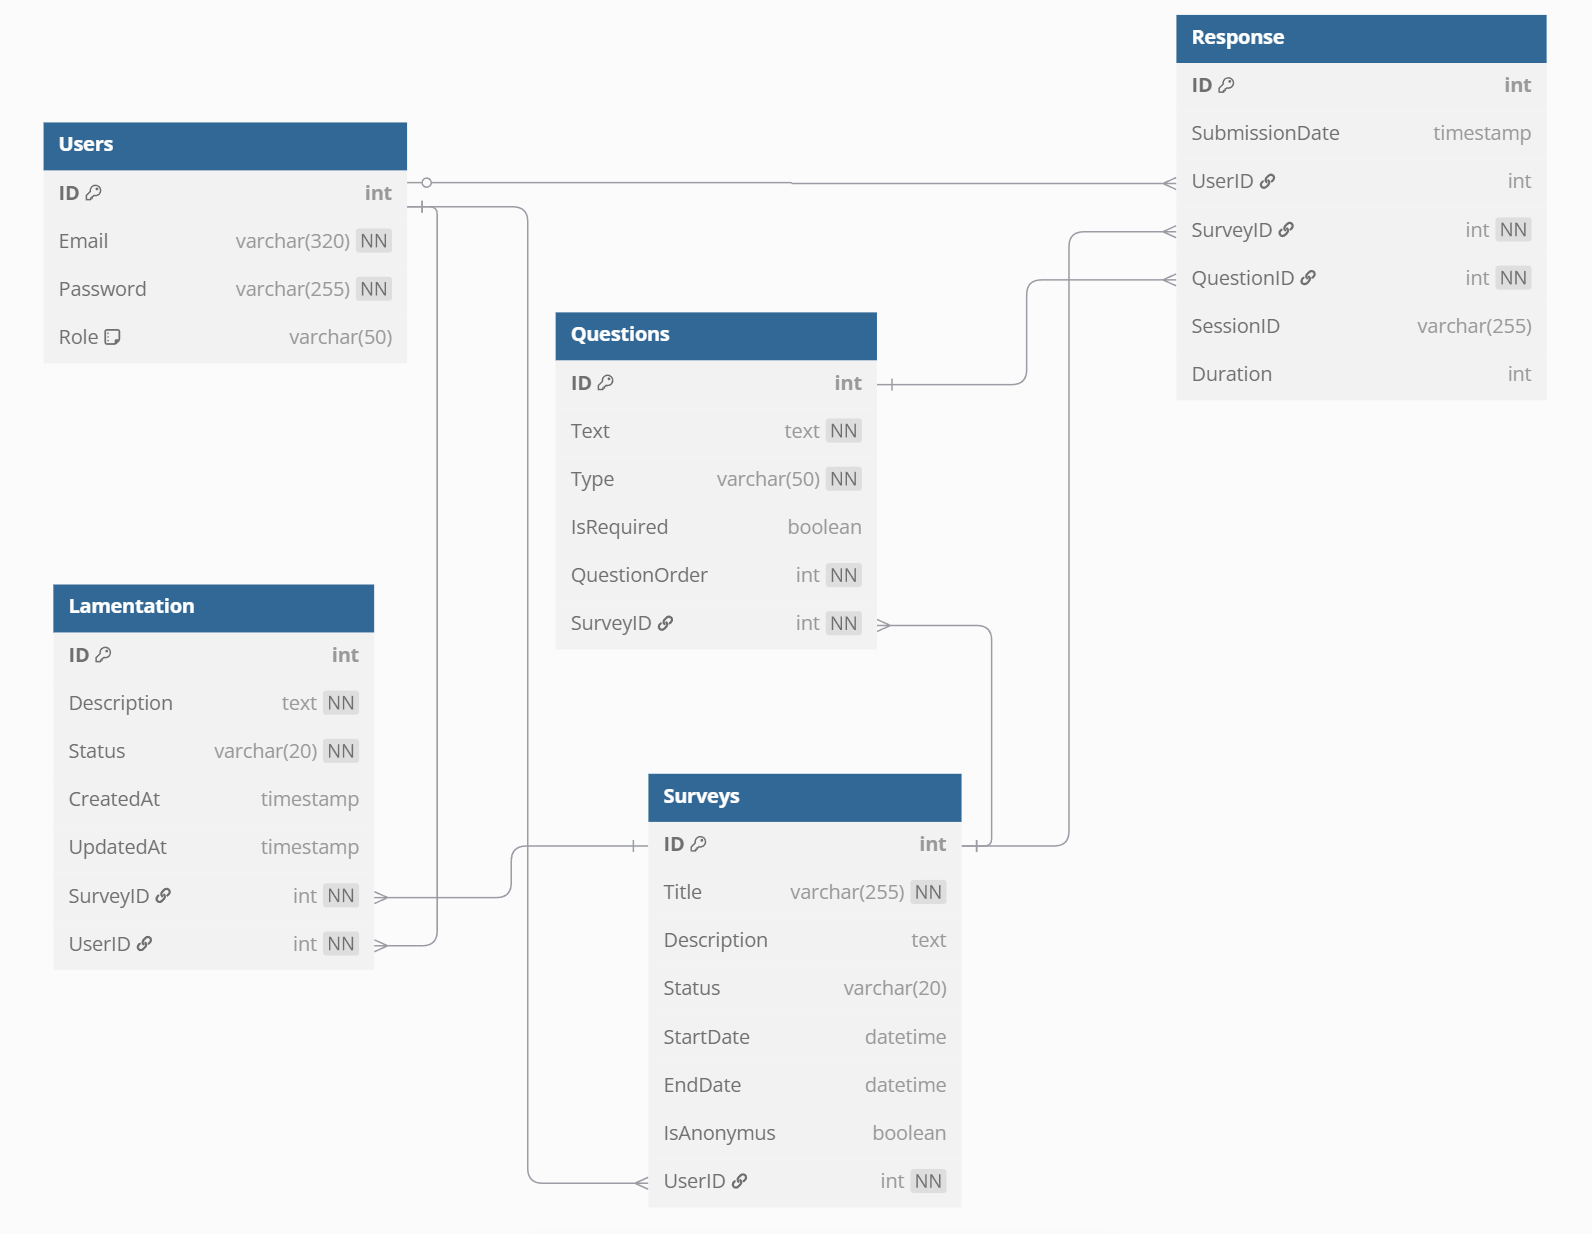 Users
ID int
Email varchar(320) NN
Password varchar(255) NN
Role varchar(50)
Response
ID int
SubmissionDate timestamp
UserID int
SurveyID int NN
QuestionID int NN
SessionID varchar(255)
Duration int
Questions
ID int
Text text NN
Type varchar(50) NN
IsRequired boolean
QuestionOrder int NN
SurveyID int NN
Lamentation
ID int
Description text NN
Status varchar(20) NN
CreatedAt timestamp
UpdatedAt timestamp
SurveyID int NN
UserID int NN
Surveys
ID int
Title varchar(255) NN
Description text
Status varchar(20)
StartDate datetime
EndDate datetime
IsAnonymus boolean
UserID int NN